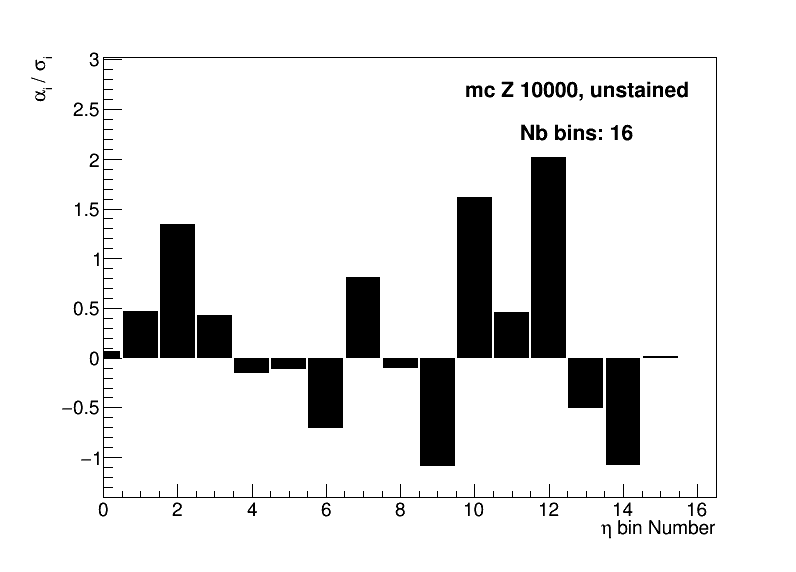 α_i / σ_i
mc Z 10000, unstained
Nb bins: 16
3
2.5
2
1.5
1
0.5
0
−0.5
−1
0 2 4 6 8 10 12 14 16
η bin Number